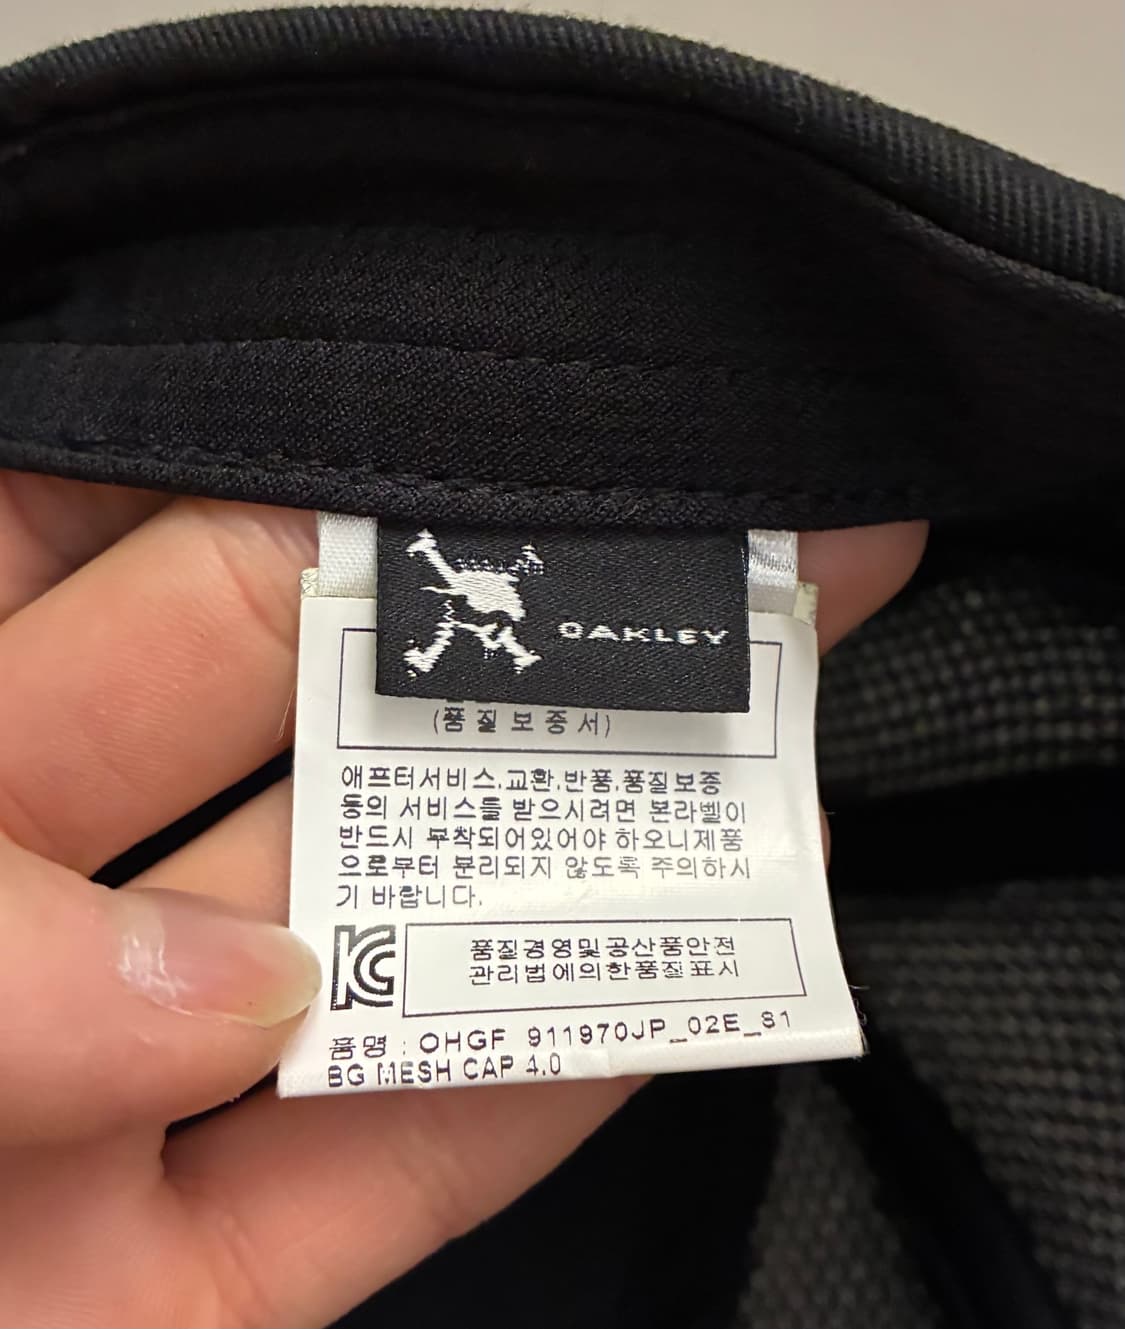 OAKLEY
(품질보증서)
애프터서비스,교환,반품,품질보증
등의 서비스를 받으시려면 본라벨이
반드시 부착되어있어야 하오니제품
으로부터 분리되지 않도록 주의하시
기 바랍니다.
품질경영및공산품안전
관리법에의한품질표시
품명 : OHGF 911970JP_02E_S1
BG MESH CAP 4.0